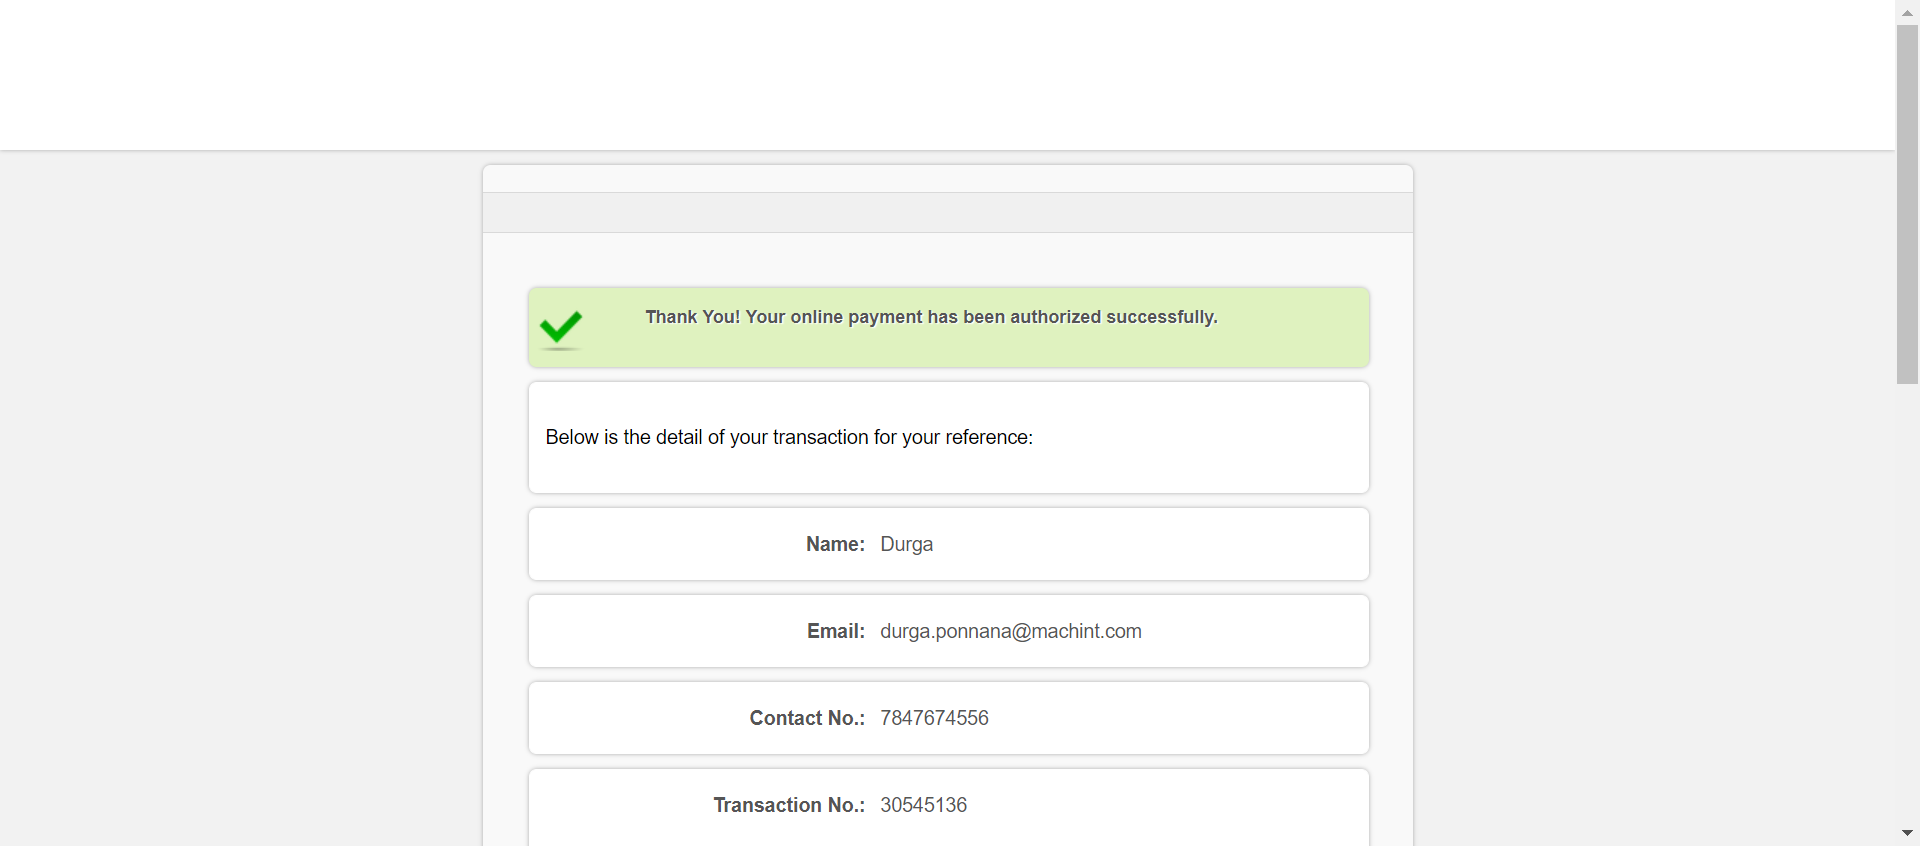 Thank You! Your online payment has been authorized successfully.
Below is the detail of your transaction for your reference:
Name: Durga
Email: durga.ponnana@machint.com
Contact No.: 7847674556
Transaction No.: 30545136